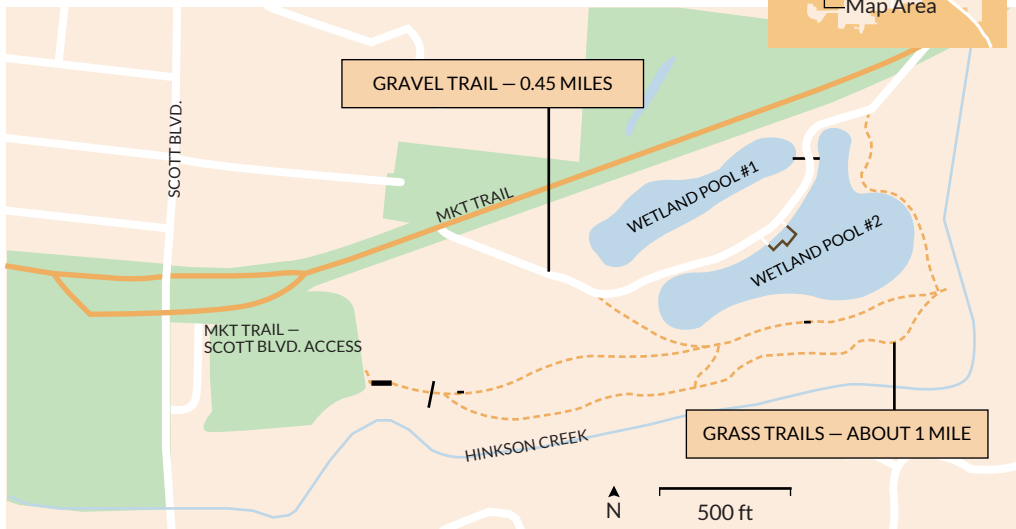 Map Area
GRAVEL TRAIL — 0.45 MILES
SCOTT BLVD.
MKT TRAIL
WETLAND POOL #1
WETLAND POOL #2
MKT TRAIL —
SCOTT BLVD. ACCESS
GRASS TRAILS — ABOUT 1 MILE
HINKSON CREEK
N
500 ft